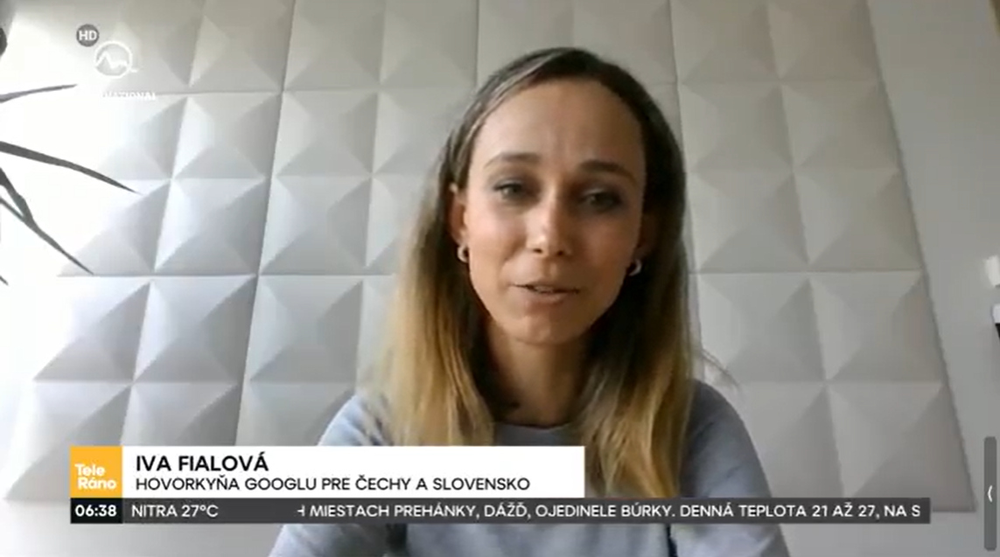 HD
IVA FIALOVÁ
HOVORKYŇA GOOGLU PRE ČECHY A SLOVENSKO
Tele
Ráno
06:38 NITRA 27°C MIESTACH PREHÁNKY, DÁŽĎ, OJEDINELE BÚRKY. DENNÁ TEPLOTA 21 AŽ 27, NA S